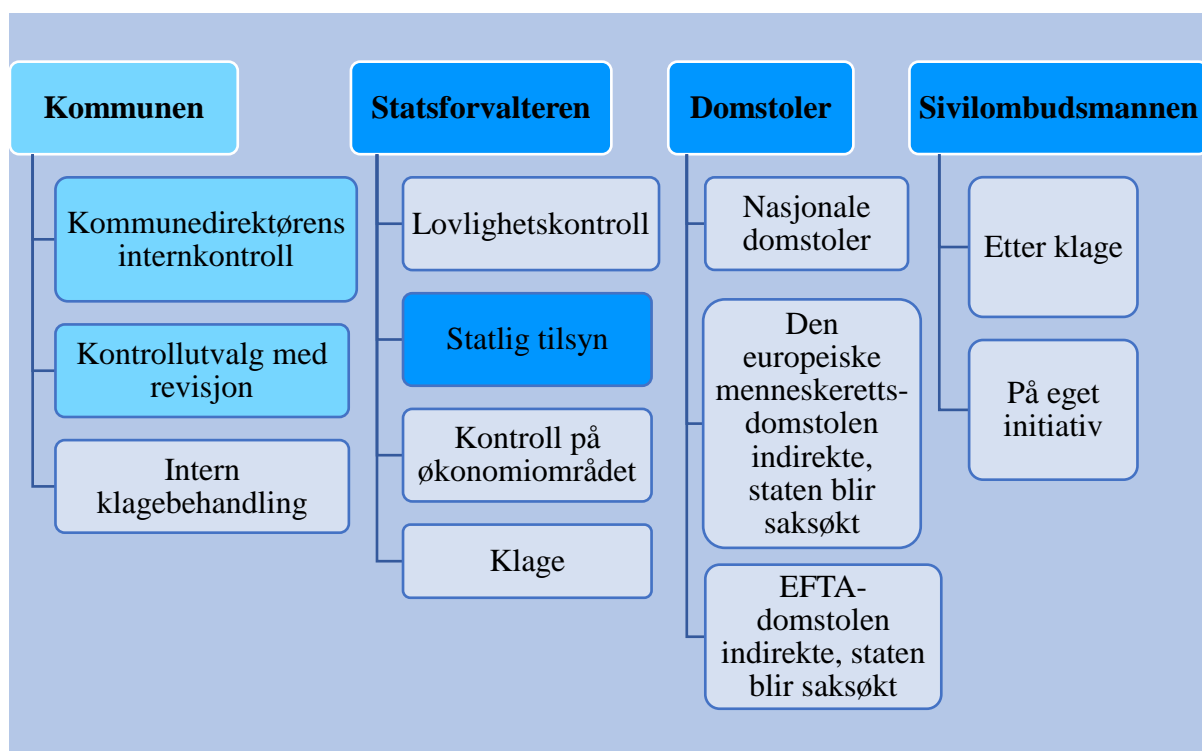 Kommunen
Kommunedirektørens
internkontroll
Kontrollutvalg med
revisjon
Intern
klagebehandling
Statsforvalteren
Lovlighetskontroll
Statlig tilsyn
Kontroll på
økonomiområdet
Klage
Domstoler
Nasjonale
domstoler
Den
europeiske
menneskeretts-
domstolen
indirekte,
staten blir
saksøkt
EFTA-
domstolen
indirekte, staten
blir saksøkt
Sivilombudsmannen
Etter klage
På eget
initiativ